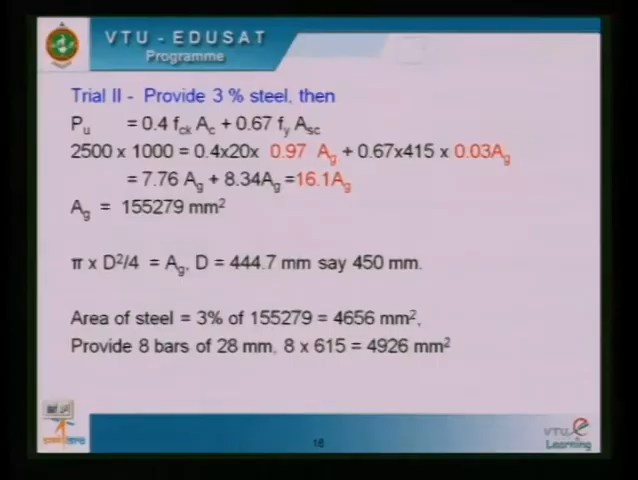 VTU - EDUSAT
Programme
Trial II - Provide 3 % steel, then
Pu = 0.4 fck Ac + 0.67 fy Asc
2500 x 1000 = 0.4x20x 0.97 Ag + 0.67x415 x 0.03Ag
= 7.76 Ag + 8.34Ag =16.1Ag
Ag = 155279 mm²
π x D²/4 = Ag. D = 444.7 mm say 450 mm.
Area of steel = 3% of 155279 = 4656 mm²,
Provide 8 bars of 28 mm, 8 x 615 = 4926 mm²
16
VTU e
Learning